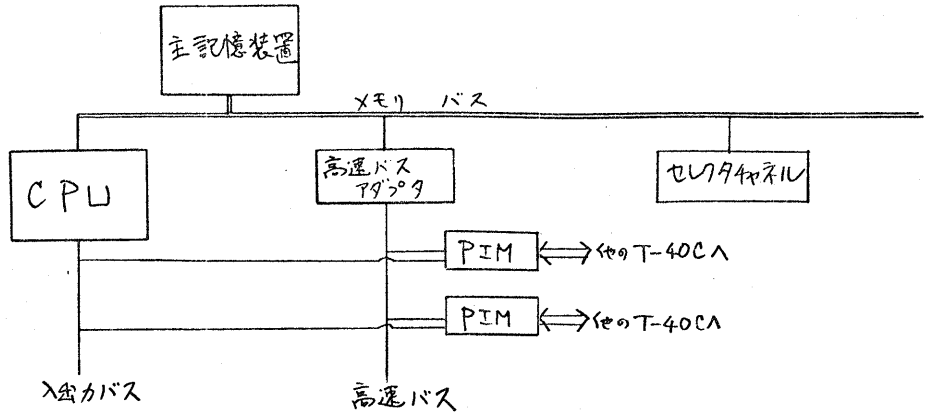 主記憶装置
メモリ バス
CPU
高速バス
アダプタ
セレクタチャネル
PIM
他のT-40Cへ
PIM
他のT-40Cへ
入出力バス
高速バス